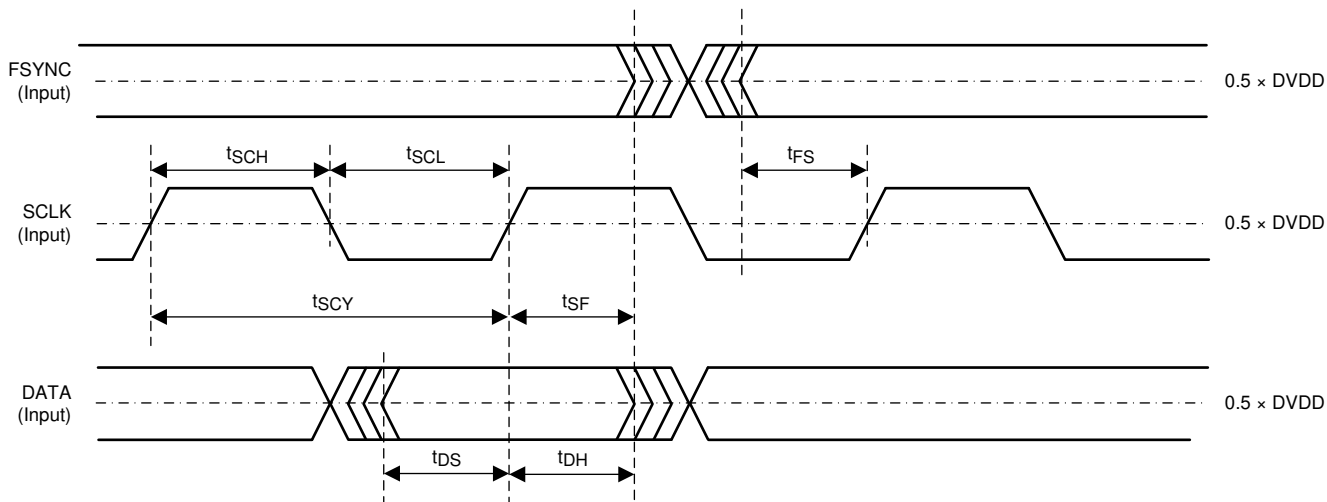 FSYNC
(Input)
0.5 × DVDD
tSCH
tSCL
tFS
SCLK
(Input)
0.5 × DVDD
tSCY
tSF
DATA
(Input)
0.5 × DVDD
tDS
tDH